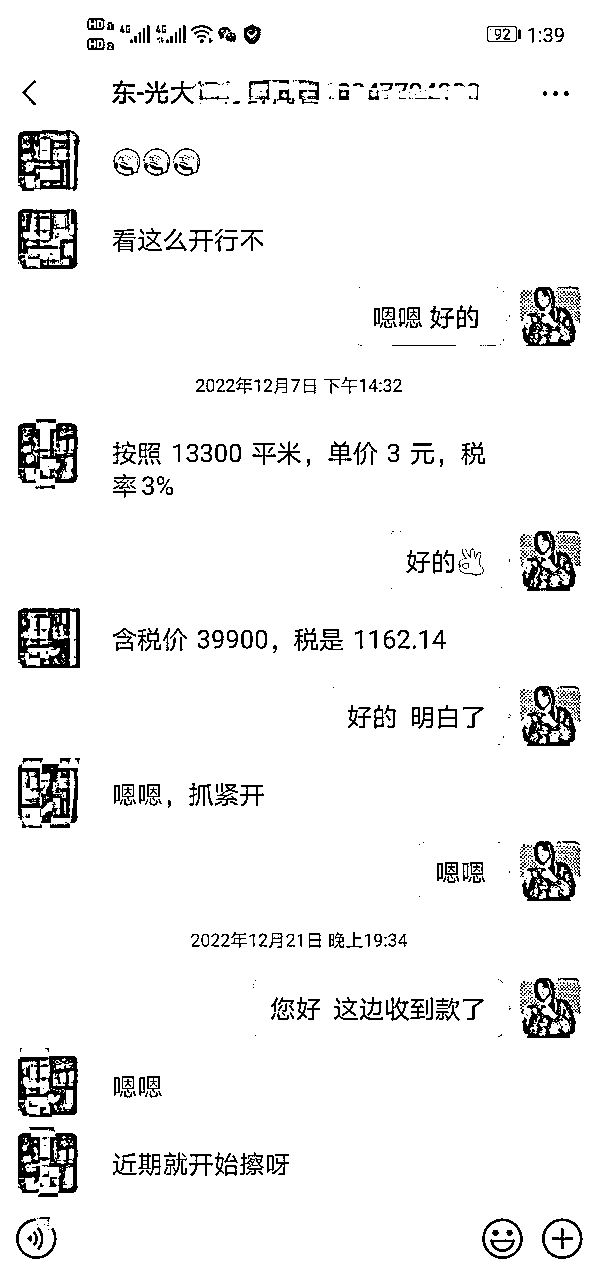 HD a 4G 4G HD a 92 1:39
东-光大
看这么开行不
嗯嗯 好的
2022年12月7日 下午14:32
按照 13300 平米，单价 3 元，税
率3%
好的
含税价 39900，税是 1162.14
好的 明白了
嗯嗯，抓紧开
嗯嗯
2022年12月21日 晚上19:34
您好 这边收到款了
嗯嗯
近期就开始擦呀